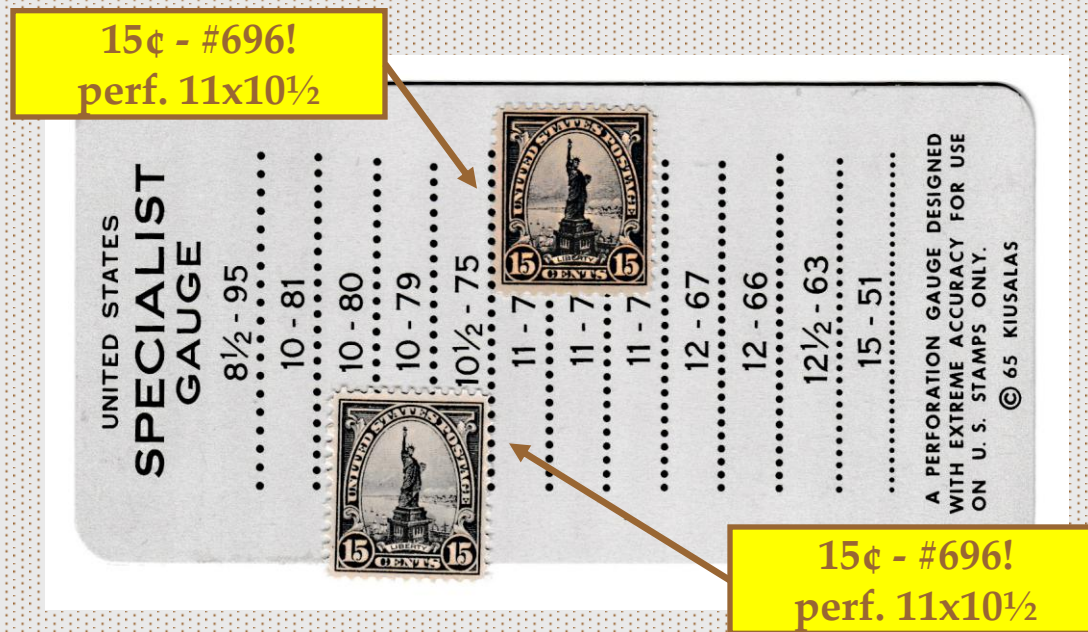 15¢ - #696!
perf. 11x10½
UNITED STATES
SPECIALIST
GAUGE
8½ - 95
10 - 81
10 - 80
10 - 79
10½ - 75
11 - 7
11 - 7
11 - 7
12 - 67
12 - 66
12½ - 63
15 - 51
A PERFORATION GAUGE DESIGNED
WITH EXTREME ACCURACY FOR USE
ON U. S. STAMPS ONLY.
© 65 KIUSALAS
UNITED STATES POSTAGE
LIBERTY
15 CENTS 15
UNITED STATES POSTAGE
LIBERTY
15 CENTS 15
15¢ - #696!
perf. 11x10½